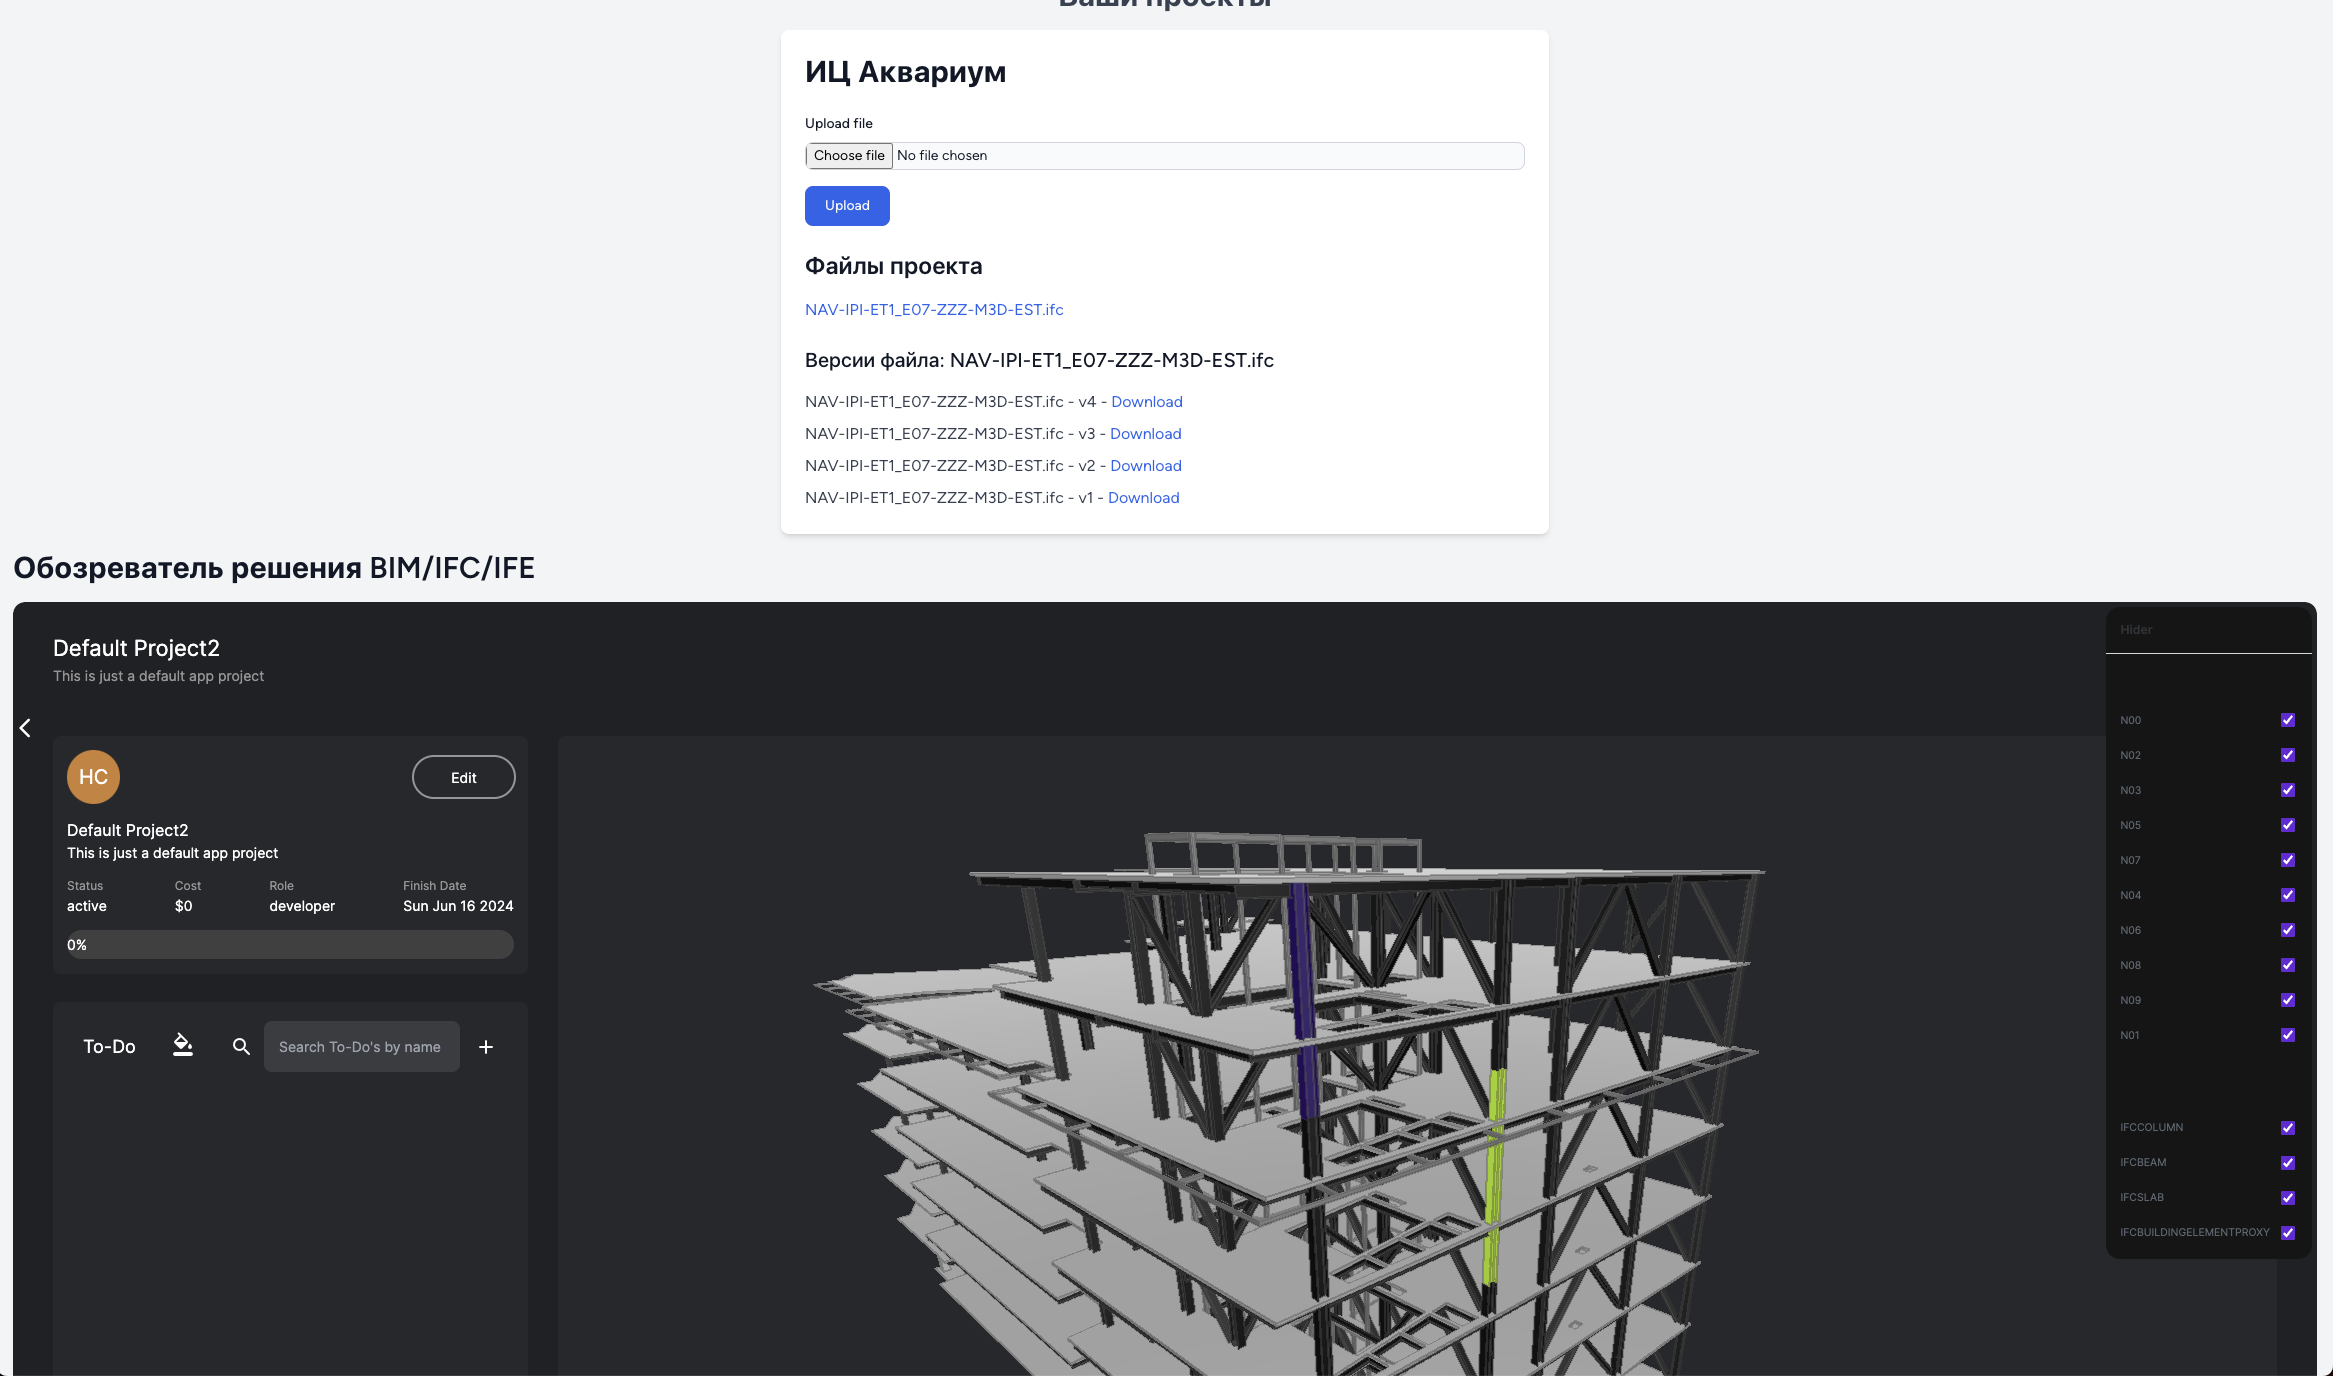 Ваши проекты
ИЦ Аквариум
Upload file
Choose file No file chosen
Upload
Файлы проекта
NAV-IPI-ET1_E07-ZZZ-M3D-EST.ifc
Версии файла: NAV-IPI-ET1_E07-ZZZ-M3D-EST.ifc
NAV-IPI-ET1_E07-ZZZ-M3D-EST.ifc - v4 - Download
NAV-IPI-ET1_E07-ZZZ-M3D-EST.ifc - v3 - Download
NAV-IPI-ET1_E07-ZZZ-M3D-EST.ifc - v2 - Download
NAV-IPI-ET1_E07-ZZZ-M3D-EST.ifc - v1 - Download
Обозреватель решения BIM/IFC/IFE
Default Project2
This is just a default app project
HC
Edit
Default Project2
This is just a default app project
Status Cost Role Finish Date
active $0 developer Sun Jun 16 2024
0%
To-Do
Search To-Do's by name
+
Hider
N00
N02
N03
N05
N07
N04
N06
N08
N09
N01
IFCCOLUMN
IFCBEAM
IFCSLAB
IFCBUILDINGELEMENTPROXY